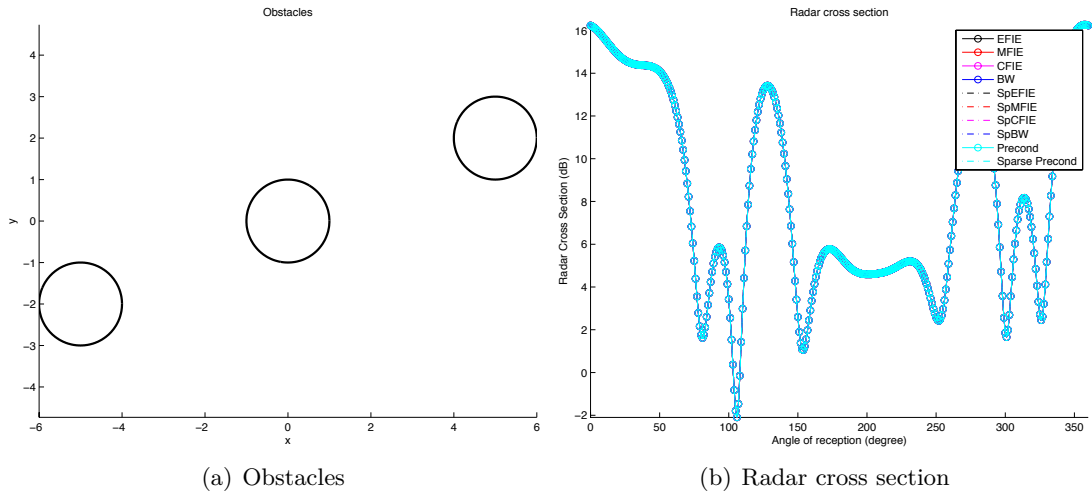 Obstacles
4
3
2
1
0
−1
−2
−3
−4
y
−6
−4
−2
0
2
4
6
x
(a) Obstacles
Radar cross section
16
14
12
10
8
6
4
2
0
−2
Radar Cross Section (dB)
0
50
100
150
200
250
300
350
Angle of reception (degree)
EFIE
MFIE
CFIE
BW
SpEFIE
SpMFIE
SpCFIE
SpBW
Precond
Sparse Precond
(b) Radar cross section